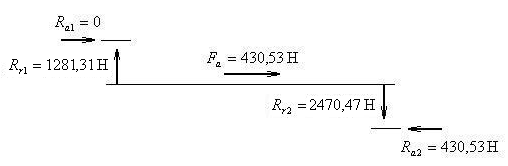 R_{a1} = 0
R_{r1} = 1281,31 Н
F_a = 430,53 Н
R_{r2} = 2470,47 Н
R_{a2} = 430,53 Н